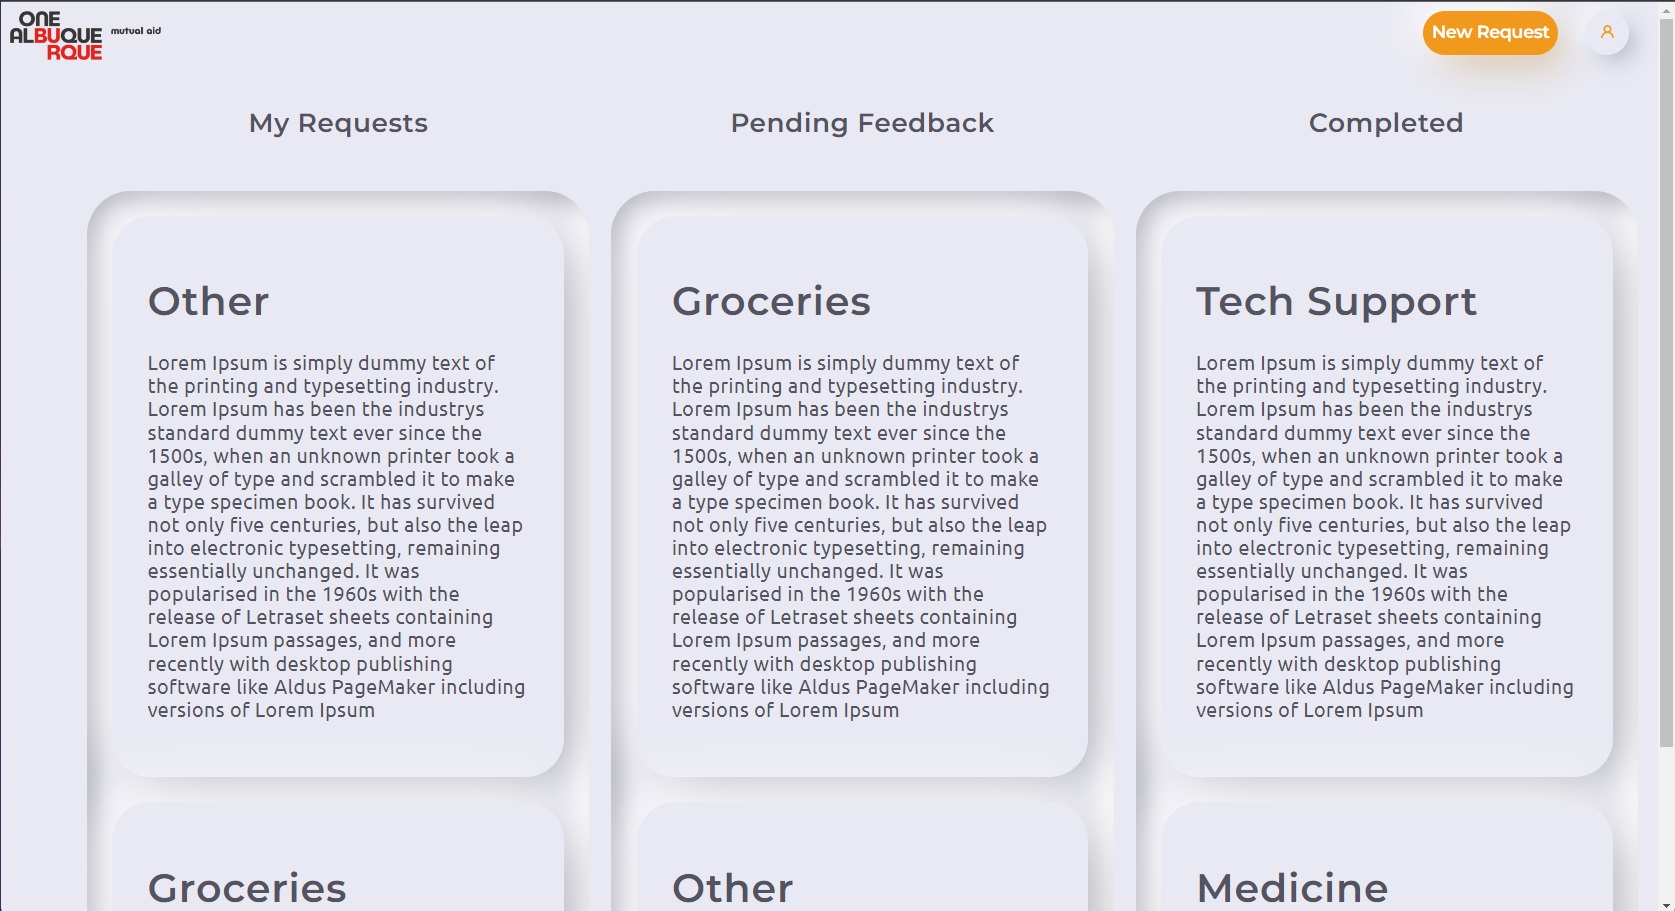 ONE
ALBUQUE
RQUE
mutual aid
New Request
My Requests
Pending Feedback
Completed
Other
Lorem Ipsum is simply dummy text of
the printing and typesetting industry.
Lorem Ipsum has been the industrys
standard dummy text ever since the
1500s, when an unknown printer took a
galley of type and scrambled it to make
a type specimen book. It has survived
not only five centuries, but also the leap
into electronic typesetting, remaining
essentially unchanged. It was
popularised in the 1960s with the
release of Letraset sheets containing
Lorem Ipsum passages, and more
recently with desktop publishing
software like Aldus PageMaker including
versions of Lorem Ipsum
Groceries
Groceries
Lorem Ipsum is simply dummy text of
the printing and typesetting industry.
Lorem Ipsum has been the industrys
standard dummy text ever since the
1500s, when an unknown printer took a
galley of type and scrambled it to make
a type specimen book. It has survived
not only five centuries, but also the leap
into electronic typesetting, remaining
essentially unchanged. It was
popularised in the 1960s with the
release of Letraset sheets containing
Lorem Ipsum passages, and more
recently with desktop publishing
software like Aldus PageMaker including
versions of Lorem Ipsum
Other
Tech Support
Lorem Ipsum is simply dummy text of
the printing and typesetting industry.
Lorem Ipsum has been the industrys
standard dummy text ever since the
1500s, when an unknown printer took a
galley of type and scrambled it to make
a type specimen book. It has survived
not only five centuries, but also the leap
into electronic typesetting, remaining
essentially unchanged. It was
popularised in the 1960s with the
release of Letraset sheets containing
Lorem Ipsum passages, and more
recently with desktop publishing
software like Aldus PageMaker including
versions of Lorem Ipsum
Medicine